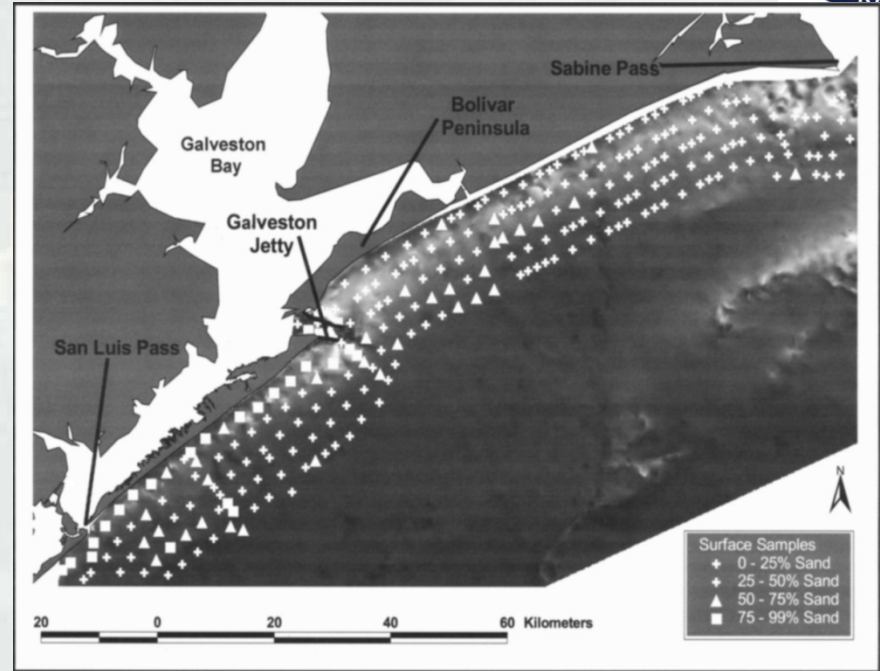 Sabine Pass
Bolivar
Peninsula
Galveston
Bay
Galveston
Jetty
San Luis Pass
N
Surface Samples
0 - 25% Sand
25 - 50% Sand
50 - 75% Sand
75 - 99% Sand
20 0 20 40 60 Kilometers